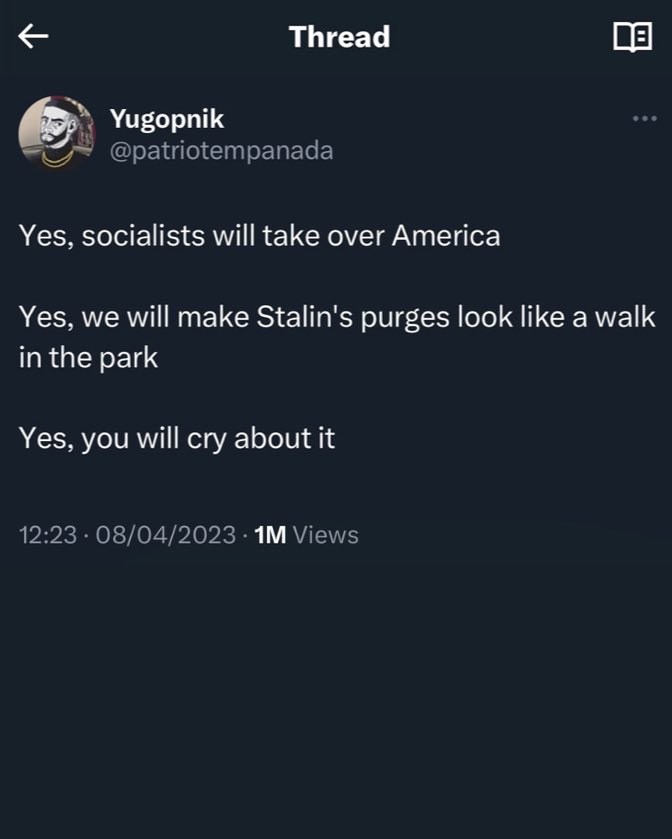 Thread
Yugopnik
@patriotempanada
Yes, socialists will take over America
Yes, we will make Stalin's purges look like a walk
in the park
Yes, you will cry about it
12:23 · 08/04/2023 · 1M Views